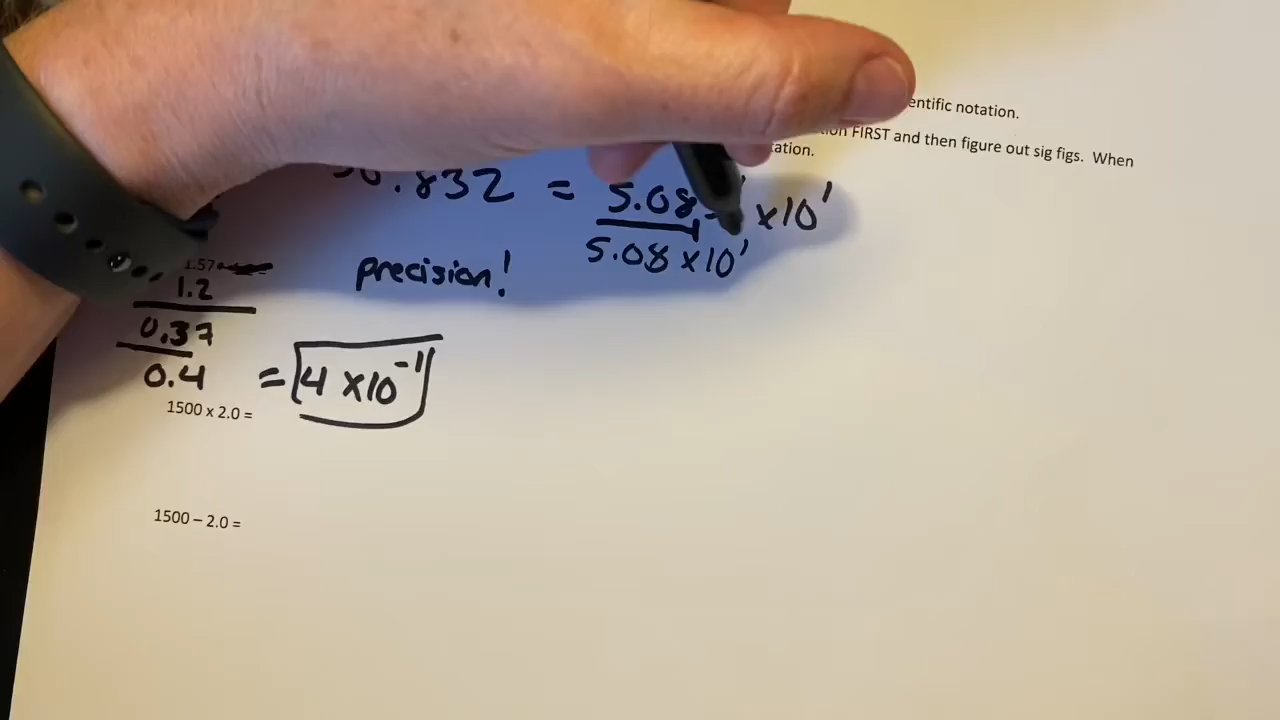 entific notation.
tion FIRST and then figure out sig figs. When
tation.
50.832 = 5.08 x10¹
5.08 x10¹
precision!
1.57
1.2
0.37
0.4 = 4 x10⁻¹
1500 x 2.0 =
1500 – 2.0 =